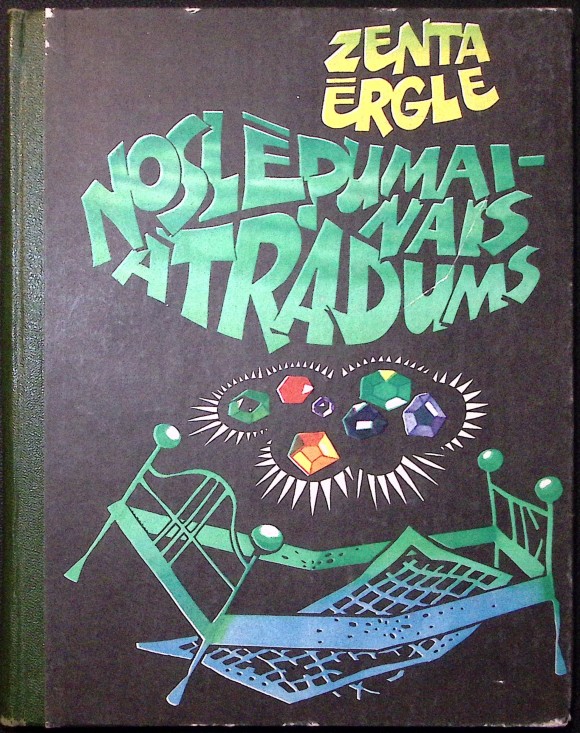 ZENTA
ĒRGLE
NOSLĒPUMAI-
NAIS
ATRADUMS